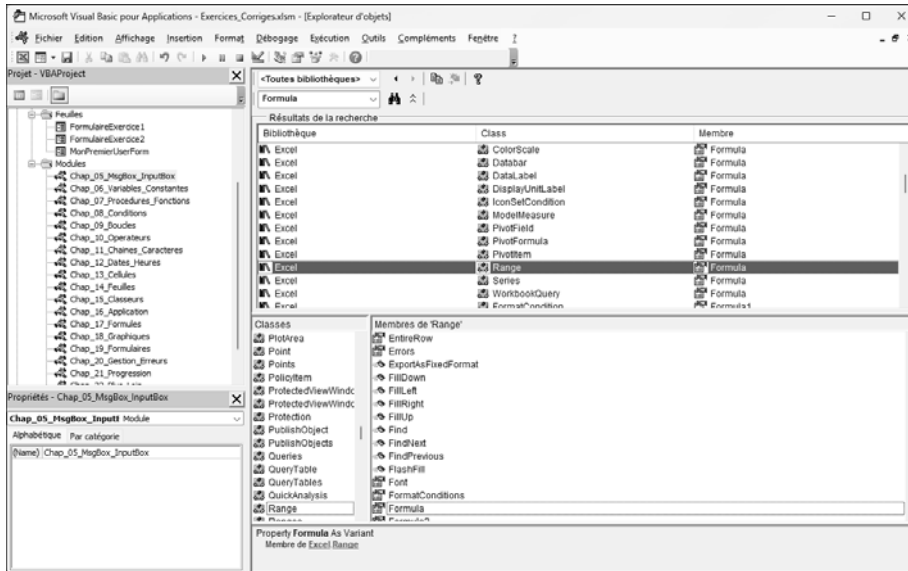 Microsoft Visual Basic pour Applications - Exercices_Corriges.xlsm - [Explorateur d'objets]
Fichier Edition Affichage Insertion Format Débogage Exécution Outils Compléments Fenêtre ?
Projet - VBAProject
Feuilles
FormulaireExercice1
FormulaireExercice2
MonPremierUserForm
Modules
Chap_05_MsgBox_InputBox
Chap_06_Variables_Constantes
Chap_07_Procedures_Fonctions
Chap_08_Conditions
Chap_09_Boucles
Chap_10_Operateurs
Chap_11_Chaines_Caracteres
Chap_12_Dates_Heures
Chap_13_Cellules
Chap_14_Feuilles
Chap_15_Classeurs
Chap_16_Application
Chap_17_Formules
Chap_18_Graphiques
Chap_19_Formulaires
Chap_20_Gestion_Erreurs
Chap_21_Progression
Propriétés - Chap_05_MsgBox_InputBox
Chap_05_MsgBox_InputI Module
Alphabétique Par catégorie
(Name) Chap_05_MsgBox_InputBox
<Toutes bibliothèques>
Formula
Résultats de la recherche
Bibliothèque Class Membre
Excel ColorScale Formula
Excel Databar Formula
Excel DataLabel Formula
Excel DisplayUnitLabel Formula
Excel IconSetCondition Formula
Excel ModelMeasure Formula
Excel PivotField Formula
Excel PivotFormula Formula
Excel PivotItem Formula
Excel Range Formula
Excel Series Formula
Excel WorkbookQuery Formula
Excel FormatCondition Formula1
Classes
PlotArea
Point
Points
PolicyItem
ProtectedViewWindc
ProtectedViewWindc
Protection
PublishObject
PublishObjects
Queries
QueryTable
QueryTables
QuickAnalysis
Range
Ranges
Membres de 'Range'
EntireRow
Errors
ExportAsFixedFormat
FillDown
FillLeft
FillRight
FillUp
Find
FindNext
FindPrevious
FlashFill
Font
FormatConditions
Formula
Formula2
Property Formula As Variant
Membre de Excel.Range